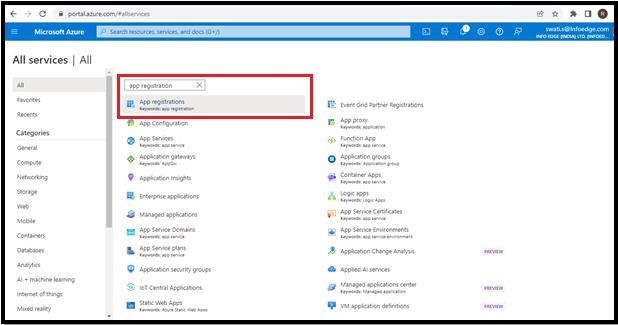 portal.azure.com/#allservices
R
Microsoft Azure
Search resources, services, and docs (G+/)
1
swati.s@Infoedge.com
INFO EDGE (INDIA) LTD. (INFOED...
All services | All
All
Favorites
Recents
Categories
General
Compute
Networking
Storage
Web
Mobile
Containers
Databases
Analytics
AI + machine learning
Internet of things
Mixed reality
app registration
App registrations
Keywords: app registration
App Configuration
App Services
Keywords: app service
Application gateways
Keywords: AppGw
Application Insights
Enterprise applications
Managed applications
App Service Domains
Keywords: app service
App Service plans
Keywords: app service
Application security groups
IoT Central Applications
Static Web Apps
Keywords: Azure Static Web Apps
Event Grid Partner Registrations
App proxy
Keywords: application
Function App
Keywords: app service
Application groups
Keywords: Application group
Container Apps
Keywords: app service
Logic apps
Keywords: Logic Apps
App Service Certificates
Keywords: app service
App Service Environments
Keywords: app service environment
Application Change Analysis
PREVIEW
Applied AI services
Managed applications center
Keywords: Managed application
PREVIEW
VM application definitions
PREVIEW